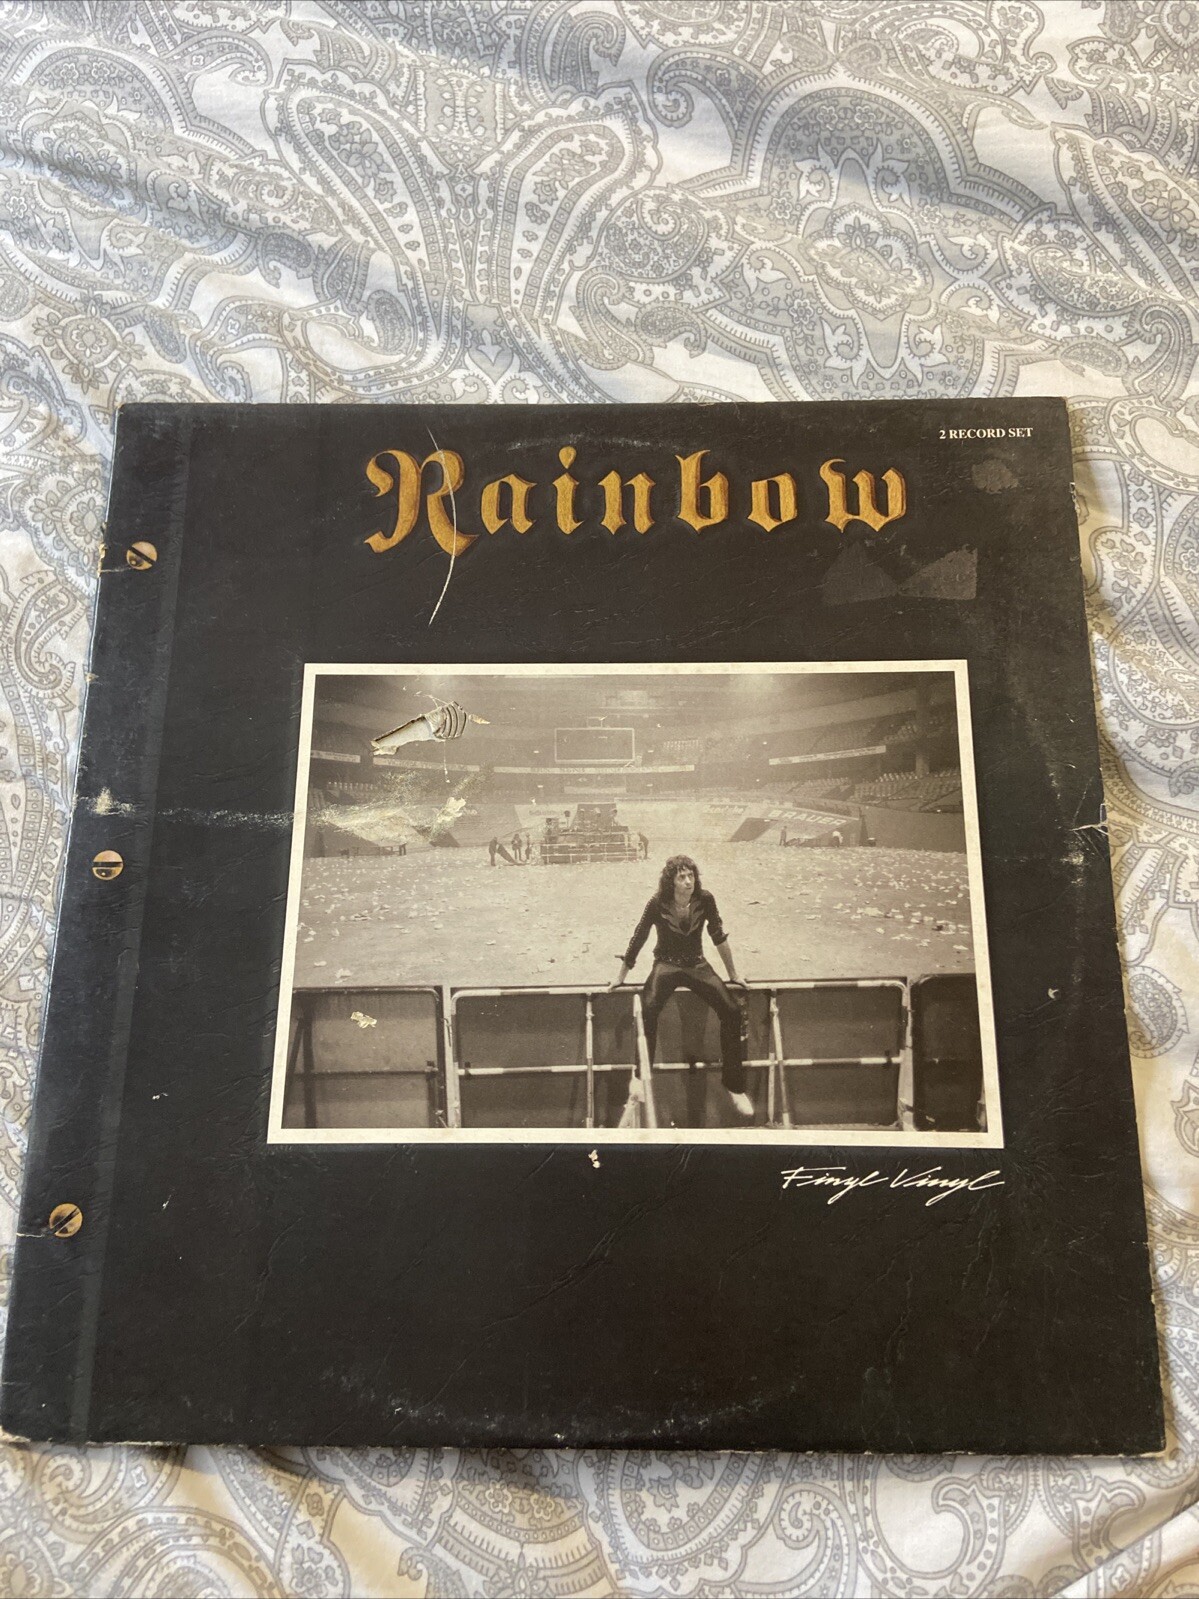 2 RECORD SET
Rainbow
Finyl Vinyl